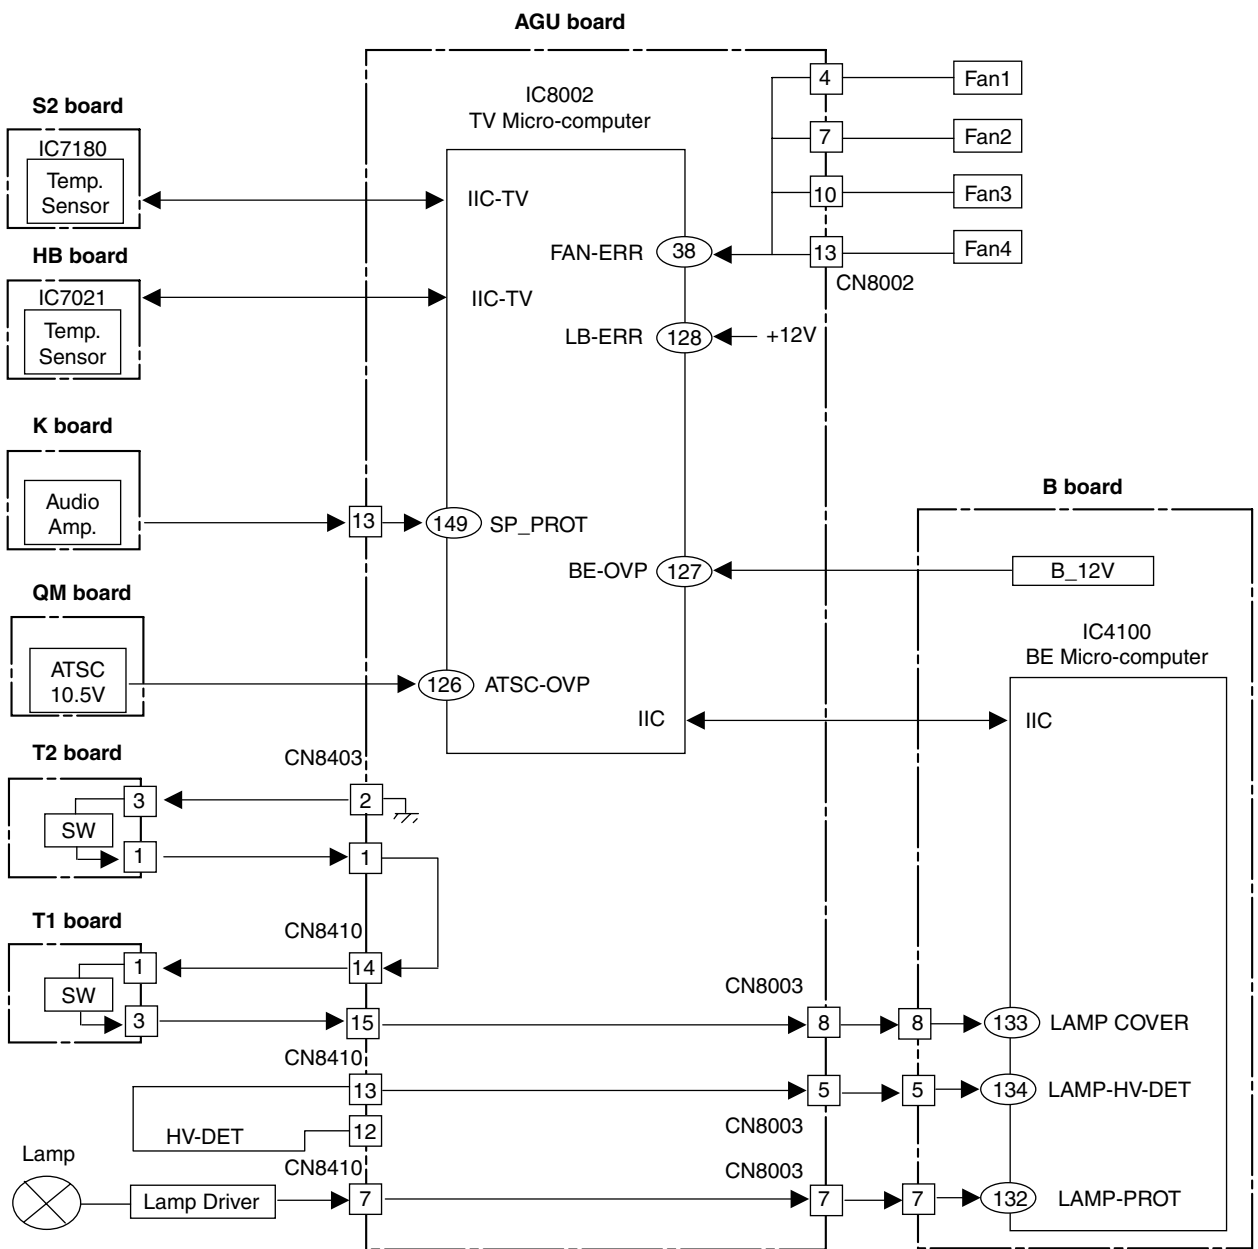 AGU board
S2 board
IC7180
Temp.
Sensor
HB board
IC7021
Temp.
Sensor
K board
Audio
Amp.
QM board
ATSC
10.5V
T2 board
3
SW
1
T1 board
1
SW
3
HV-DET
Lamp
Lamp Driver
IC8002
TV Micro-computer
IIC-TV
IIC-TV
FAN-ERR
38
LB-ERR
128
+12V
13
149
SP_PROT
BE-OVP
127
126
ATSC-OVP
IIC
CN8403
2
1
CN8410
14
15
CN8410
13
12
CN8410
7
4
Fan1
7
Fan2
10
Fan3
13
Fan4
CN8002
B board
B_12V
IC4100
BE Micro-computer
IIC
CN8003
8
8
133
LAMP COVER
5
5
134
LAMP-HV-DET
CN8003
CN8003
7
7
132
LAMP-PROT